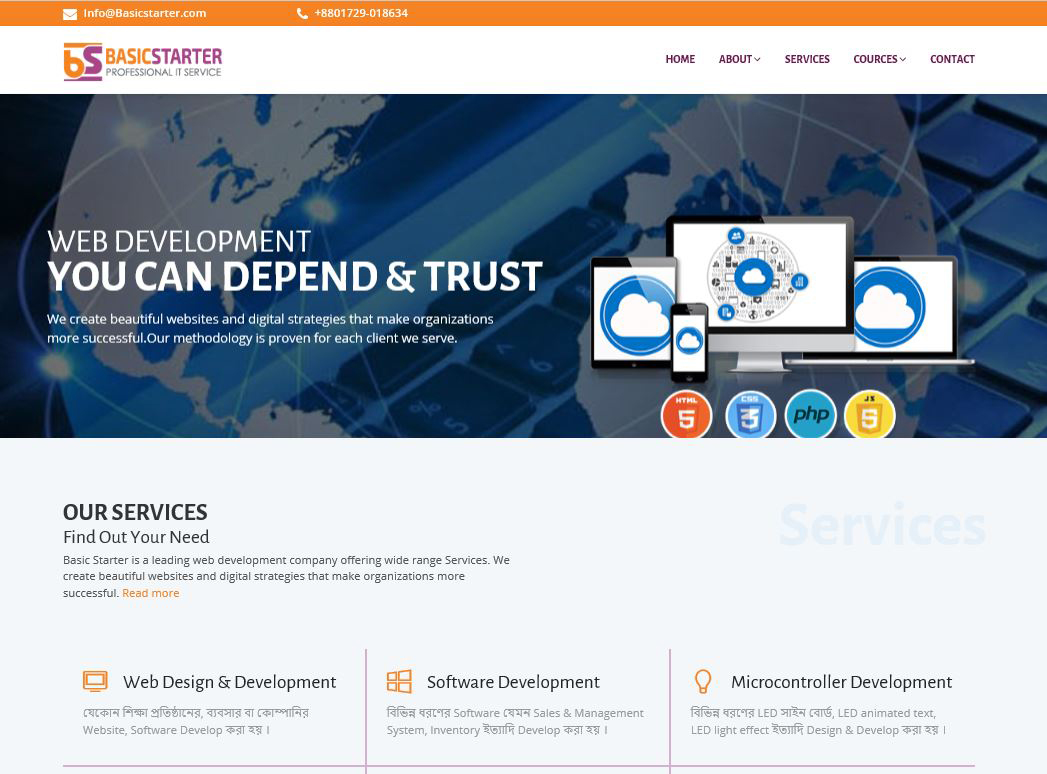 Info@Basicstarter.com +8801729-018634
bS BASICSTARTER
PROFESSIONAL IT SERVICE
HOME ABOUT SERVICES COURCES CONTACT
WEB DEVELOPMENT
YOU CAN DEPEND & TRUST
We create beautiful websites and digital strategies that make organizations
more successful.Our methodology is proven for each client we serve.
HTML 5 CSS 3 php JS 5
OUR SERVICES
Services
Find Out Your Need
Basic Starter is a leading web development company offering wide range Services. We
create beautiful websites and digital strategies that make organizations more
successful. Read more
Web Design & Development
যেকোন শিক্ষা প্রতিষ্ঠানের, ব্যবসার বা কোম্পানির
Website, Software Develop করা হয় ।
Software Development
বিভিন্ন ধরণের Software যেমন Sales & Management
System, Inventory ইত্যাদি Develop করা হয় ।
Microcontroller Development
বিভিন্ন ধরণের LED সাইন বোর্ড, LED animated text,
LED light effect ইত্যাদি Design & Develop করা হয় ।